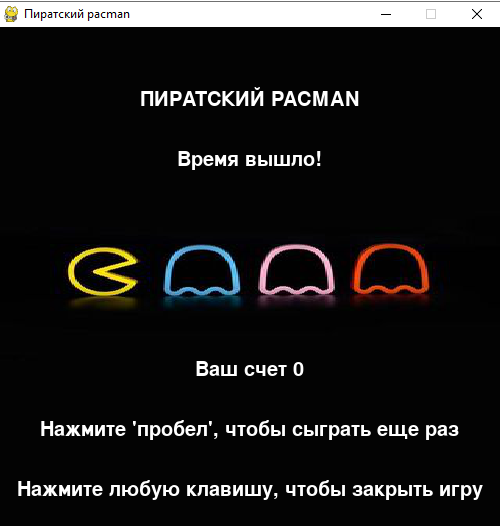 Пиратский pacman
ПИРАТСКИЙ PACMAN
Время вышло!
Ваш счет 0
Нажмите 'пробел', чтобы сыграть еще раз
Нажмите любую клавишу, чтобы закрыть игру